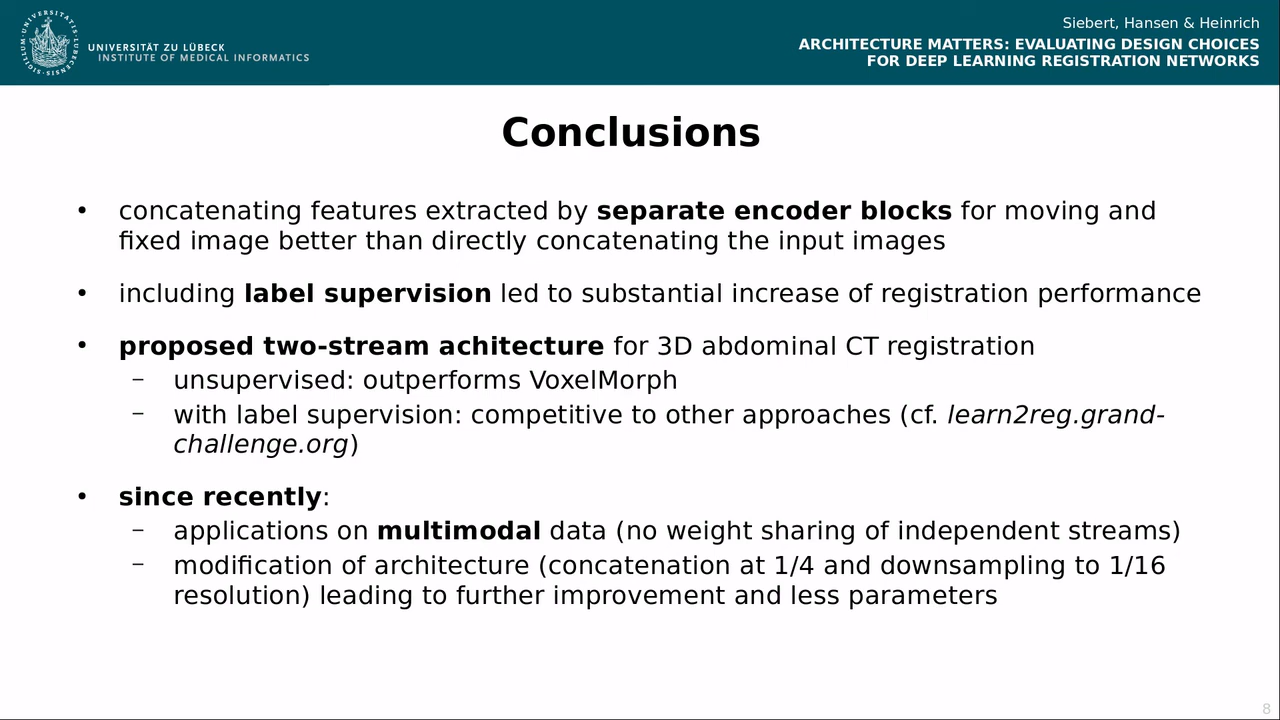 SIGILLUM UNIVERSITATIS LUBECENSIS
UNIVERSITÄT ZU LÜBECK
INSTITUTE OF MEDICAL INFORMATICS
Siebert, Hansen & Heinrich
ARCHITECTURE MATTERS: EVALUATING DESIGN CHOICES
FOR DEEP LEARNING REGISTRATION NETWORKS
Conclusions
• concatenating features extracted by separate encoder blocks for moving and
fixed image better than directly concatenating the input images
• including label supervision led to substantial increase of registration performance
• proposed two-stream achitecture for 3D abdominal CT registration
– unsupervised: outperforms VoxelMorph
– with label supervision: competitive to other approaches (cf. learn2reg.grand-
challenge.org)
• since recently:
– applications on multimodal data (no weight sharing of independent streams)
– modification of architecture (concatenation at 1/4 and downsampling to 1/16
resolution) leading to further improvement and less parameters
8